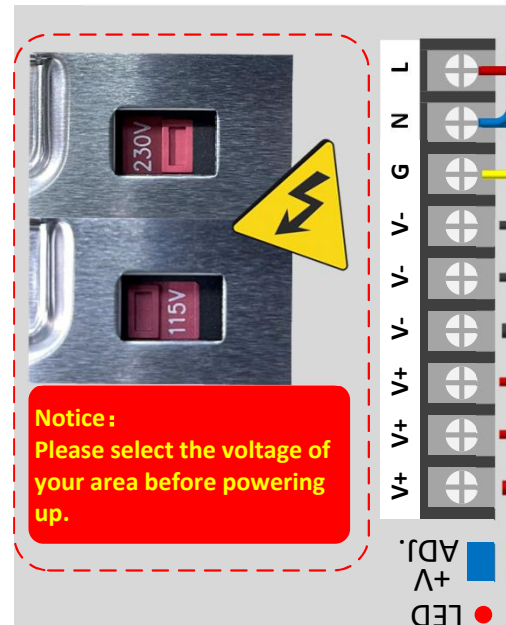 230V
115V
Notice：
Please select the voltage of
your area before powering
up.
L
N
G
V-
V-
V-
V+
V+
V+
+V
ADJ.
LED